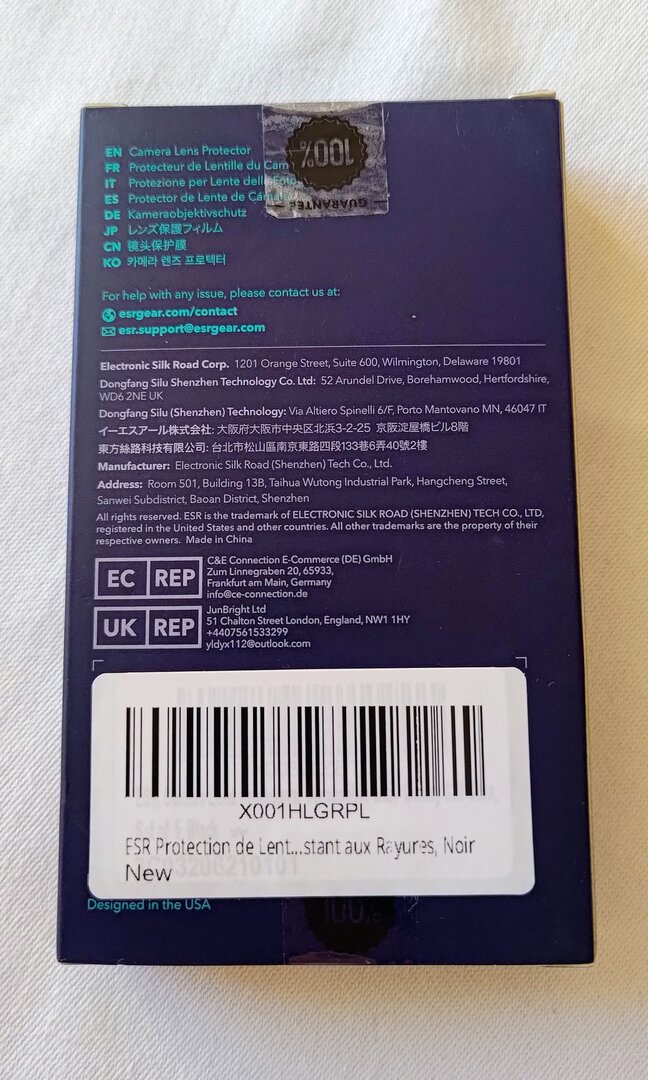 100%
GUARANTEE
EN Camera Lens Protector
FR Protecteur de Lentille du Cam
IT Protezione per Lente della Foto
ES Protector de Lente de Cámara
DE Kameraobjektivschutz
JP レンズ保護フィルム
CN 镜头保护膜
KO 카메라 렌즈 프로텍터
For help with any issue, please contact us at:
esrgear.com/contact
esr.support@esrgear.com
Electronic Silk Road Corp. 1201 Orange Street, Suite 600, Wilmington, Delaware 19801
Dongfang Silu Shenzhen Technology Co. Ltd: 52 Arundel Drive, Borehamwood, Hertfordshire,
WD6 2NE UK
Dongfang Silu (Shenzhen) Technology: Via Altiero Spinelli 6/F, Porto Mantovano MN, 46047 IT
イーエスアール株式会社: 大阪府大阪市中央区北浜3-2-25 京阪淀屋橋ビル8階
東方絲路科技有限公司: 台北市松山區南京東路四段133巷6弄40號2樓
Manufacturer: Electronic Silk Road (Shenzhen) Tech Co., Ltd.
Address: Room 501, Building 13B, Taihua Wutong Industrial Park, Hangcheng Street,
Sanwei Subdistrict, Baoan District, Shenzhen
All rights reserved. ESR is the trademark of ELECTRONIC SILK ROAD (SHENZHEN) TECH CO., LTD,
registered in the United States and other countries. All other trademarks are the property of their
respective owners. Made in China
EC REP
C&E Connection E-Commerce (DE) GmbH
Zum Linnegraben 20, 65933,
Frankfurt am Main, Germany
info@ce-connection.de
UK REP
JunBright Ltd
51 Chalton Street London, England, NW1 1HY
+4407561533299
yldyx112@outlook.com
X001HLGRPL
ESR Protection de Lent...stant aux Rayures, Noir
New
Designed in the USA
100%